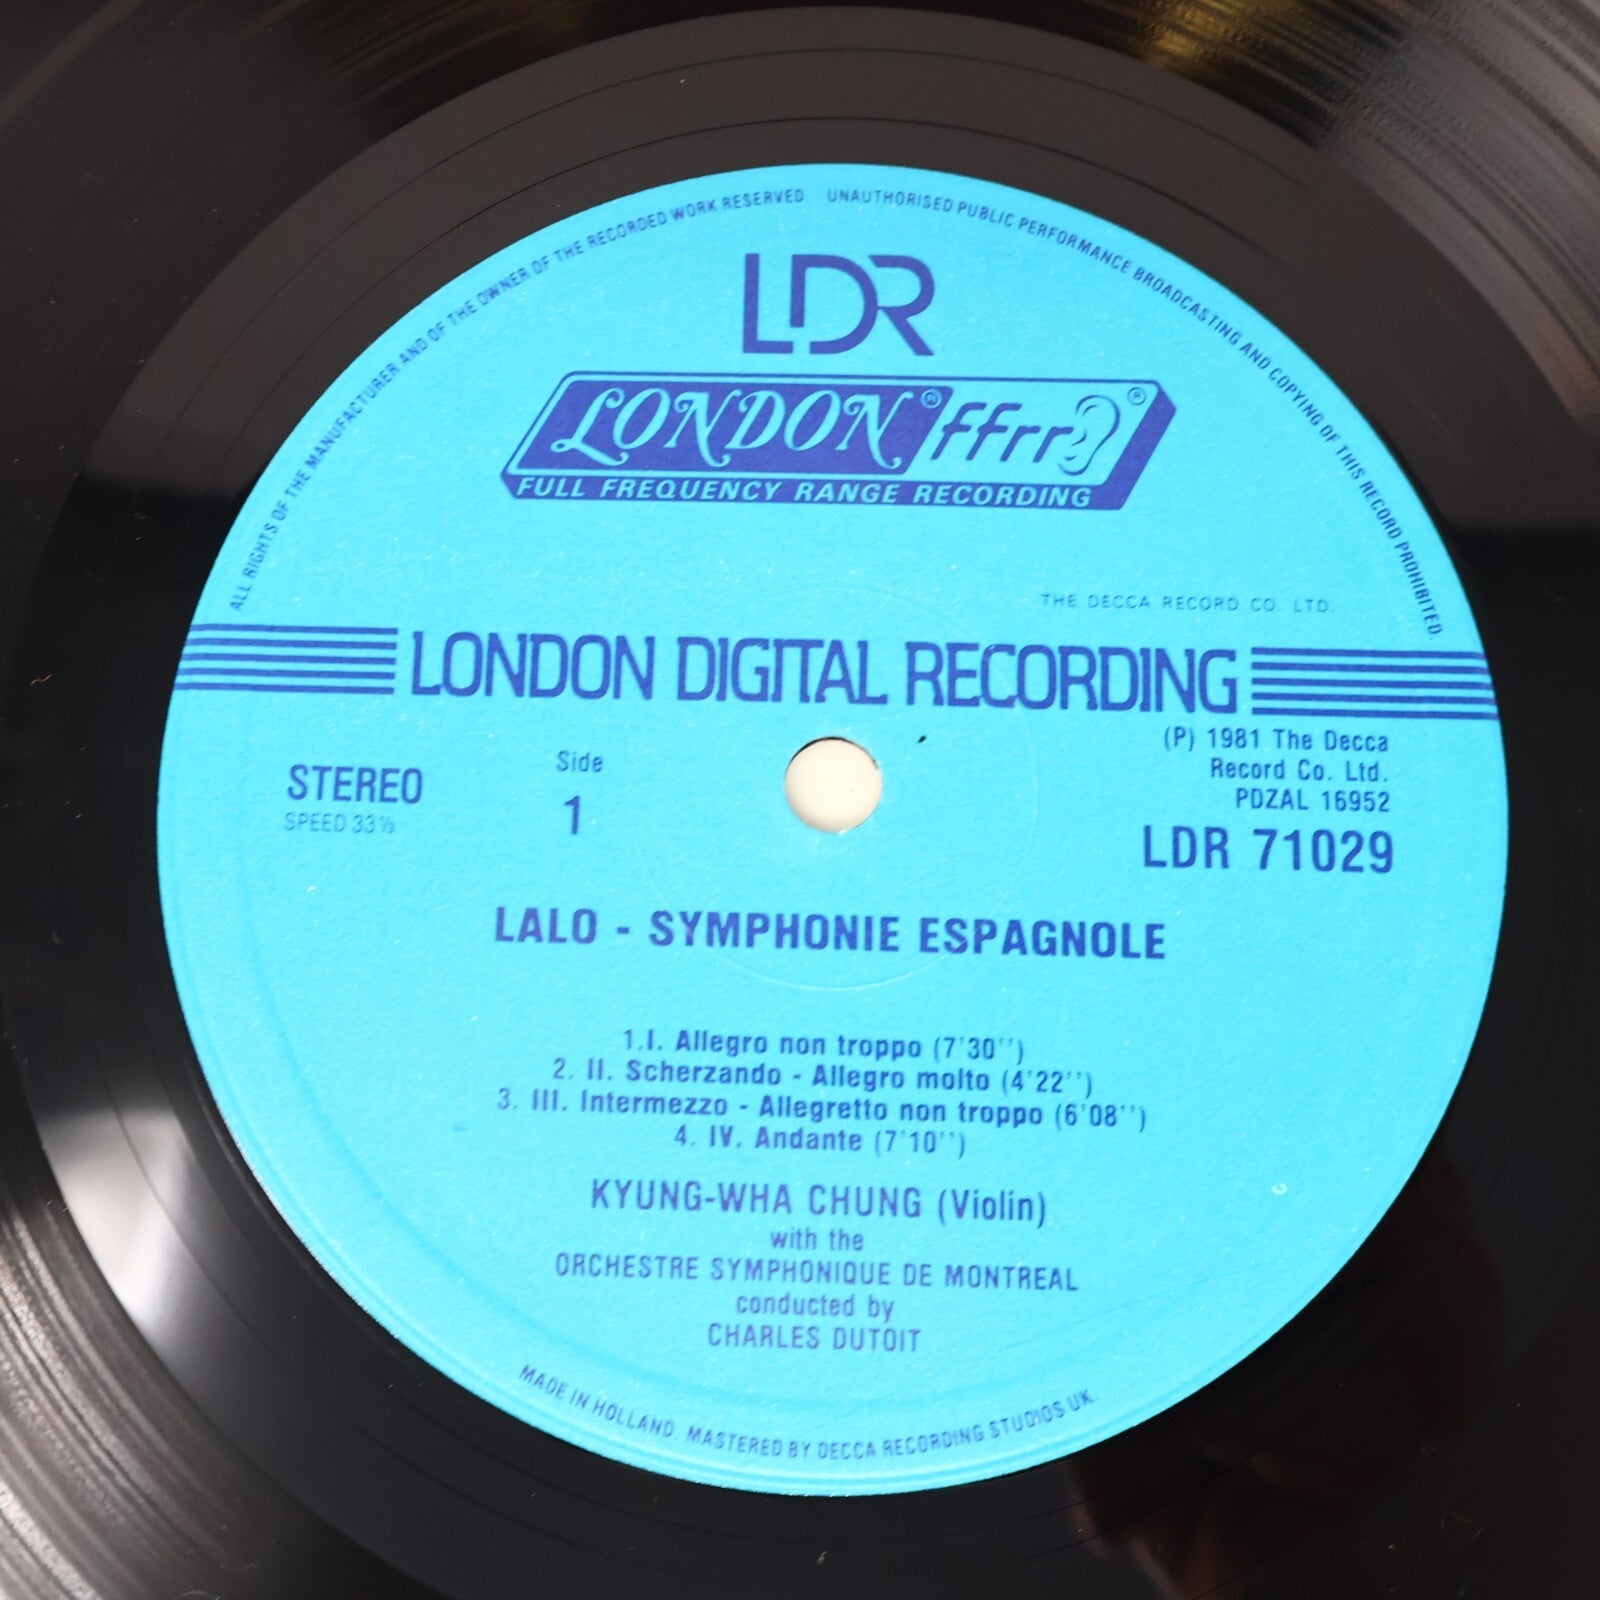 ALL RIGHTS OF THE MANUFACTURER AND OF THE OWNER OF THE RECORDED WORK RESERVED UNAUTHORISED PUBLIC PERFORMANCE BROADCASTING AND COPYING OF THIS RECORD PROHIBITED.
LDR
LONDON® ffrr ®
FULL FREQUENCY RANGE RECORDING
THE DECCA RECORD CO. LTD.
LONDON DIGITAL RECORDING
(P) 1981 The Decca
Record Co. Ltd.
PDZAL 16952
LDR 71029
STEREO
SPEED 33⅓
Side
1
LALO - SYMPHONIE ESPAGNOLE
1.I. Allegro non troppo (7'30'')
2. II. Scherzando - Allegro molto (4'22'')
3. III. Intermezzo - Allegretto non troppo (6'08'')
4. IV. Andante (7'10'')
KYUNG-WHA CHUNG (Violin)
with the
ORCHESTRE SYMPHONIQUE DE MONTREAL
conducted by
CHARLES DUTOIT
MADE IN HOLLAND. MASTERED BY DECCA RECORDING STUDIOS UK.